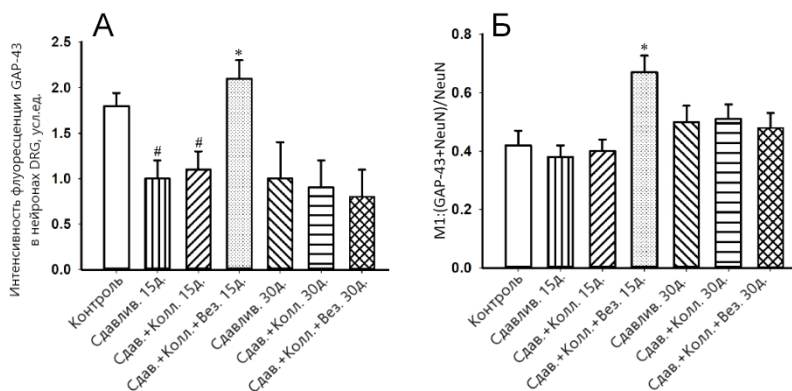 А
Интенсивность флуоресценции GAP-43
в нейронах DRG, усл.ед.
2.5
2.0
1.5
1.0
0.5
0.0
#
#
*
Контроль
Сдавлив. 15д.
Сдав.+Колл. 15д.
Сдав.+Колл.+Вез. 15д.
Сдавлив. 30д.
Сдав.+Колл. 30д.
Сдав.+Колл.+Вез. 30д.
Б
M1:(GAP-43+NeuN)/NeuN
0.8
0.6
0.4
0.2
0.0
*
Контроль
Сдавлив. 15д.
Сдав.+Колл. 15д.
Сдав.+Колл.+Вез. 15д.
Сдавлив. 30д.
Сдав.+Колл. 30д.
Сдав.+Колл.+Вез. 30д.